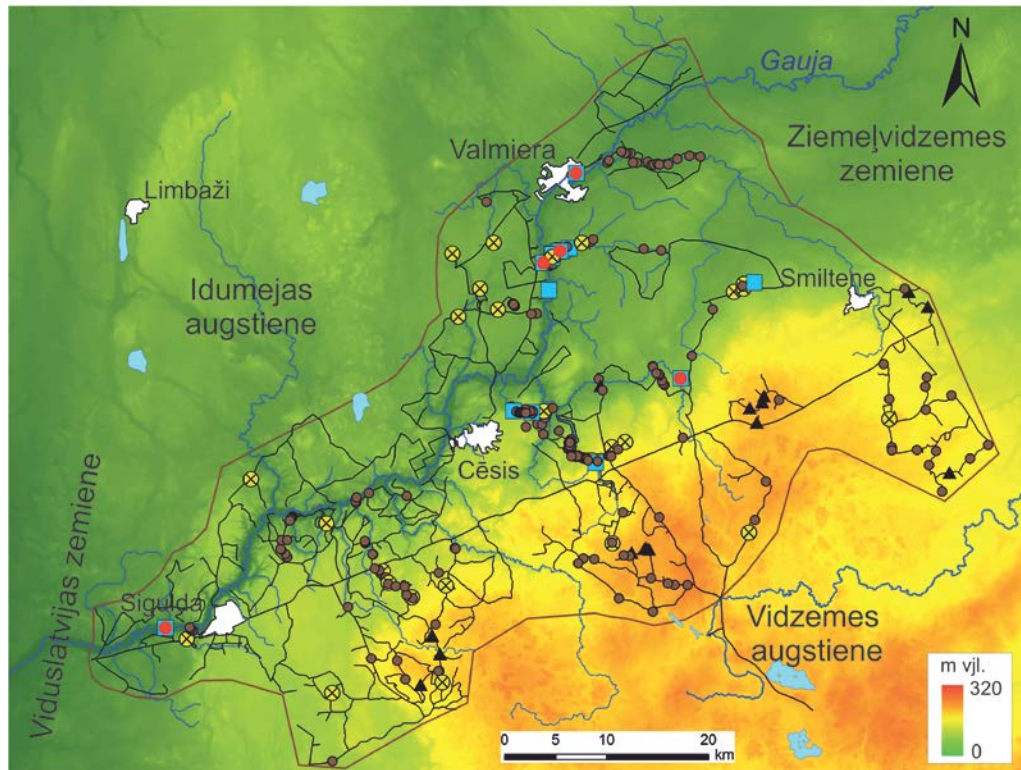 N
Gauja
Ziemeļvidzemes
zemiene
Valmiera
Limbaži
Idumejas
augstiene
Smiltene
Cēsis
Viduslatvijas zemiene
Sigulda
Vidzemes
augstiene
m vjl.
320
0
0 5 10 20
km